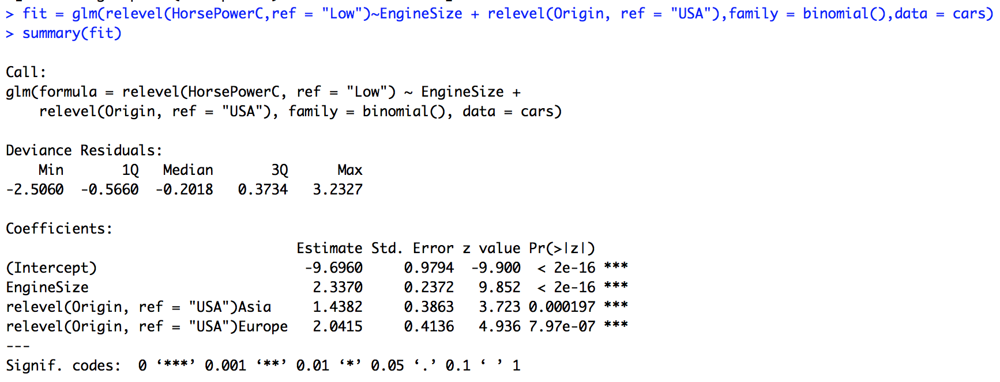 > fit = glm(relevel(HorsePowerC,ref = "Low")~EngineSize + relevel(Origin, ref = "USA"),family = binomial(),data = cars)
> summary(fit)
Call:
glm(formula = relevel(HorsePowerC, ref = "Low") ~ EngineSize +
    relevel(Origin, ref = "USA"), family = binomial(), data = cars)
Deviance Residuals:
    Min       1Q   Median       3Q      Max
-2.5060  -0.5660  -0.2018   0.3734   3.2327
Coefficients:
                                   Estimate Std. Error z value Pr(>|z|)
(Intercept)                         -9.6960     0.9794  -9.900  < 2e-16 ***
EngineSize                           2.3370     0.2372   9.852  < 2e-16 ***
relevel(Origin, ref = "USA")Asia     1.4382     0.3863   3.723 0.000197 ***
relevel(Origin, ref = "USA")Europe   2.0415     0.4136   4.936 7.97e-07 ***
---
Signif. codes:  0 ‘***’ 0.001 ‘**’ 0.01 ‘*’ 0.05 ‘.’ 0.1 ‘ ’ 1